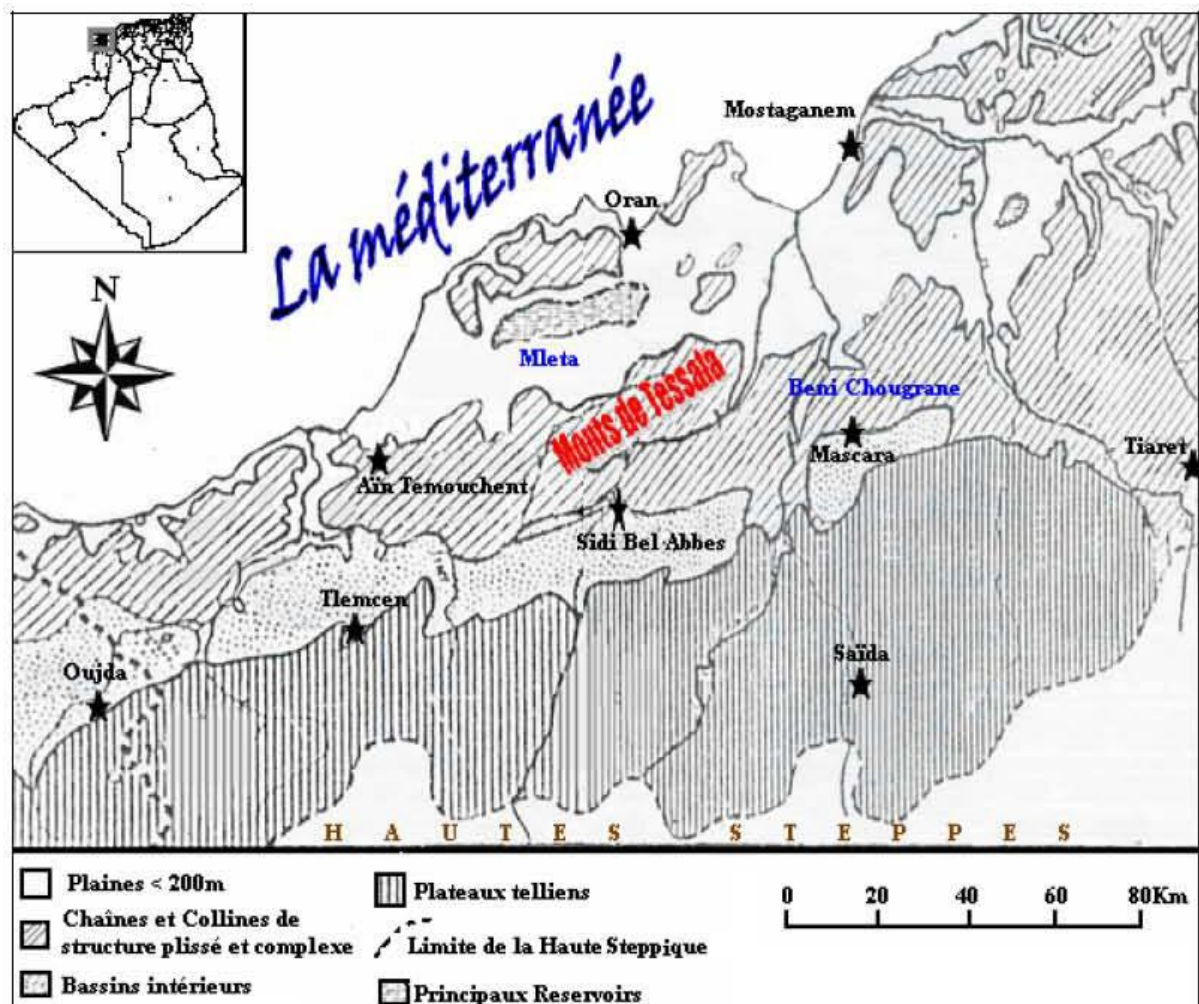 La méditerranée
Mostaganem
Oran
N
Mleta
Monts de Tessala
Beni Chougrane
Mascara
Tiaret
Aïn Temouchent
Sidi Bel Abbes
Tlemcen
Oujda
Saïda
HAUTES STEPPES
Plaines < 200m
Chaînes et Collines de
structure plissé et complexe
Bassins intérieurs
Plateaux telliens
Limite de la Haute Steppique
Principaux Reservoirs
0 20 40 60 80Km